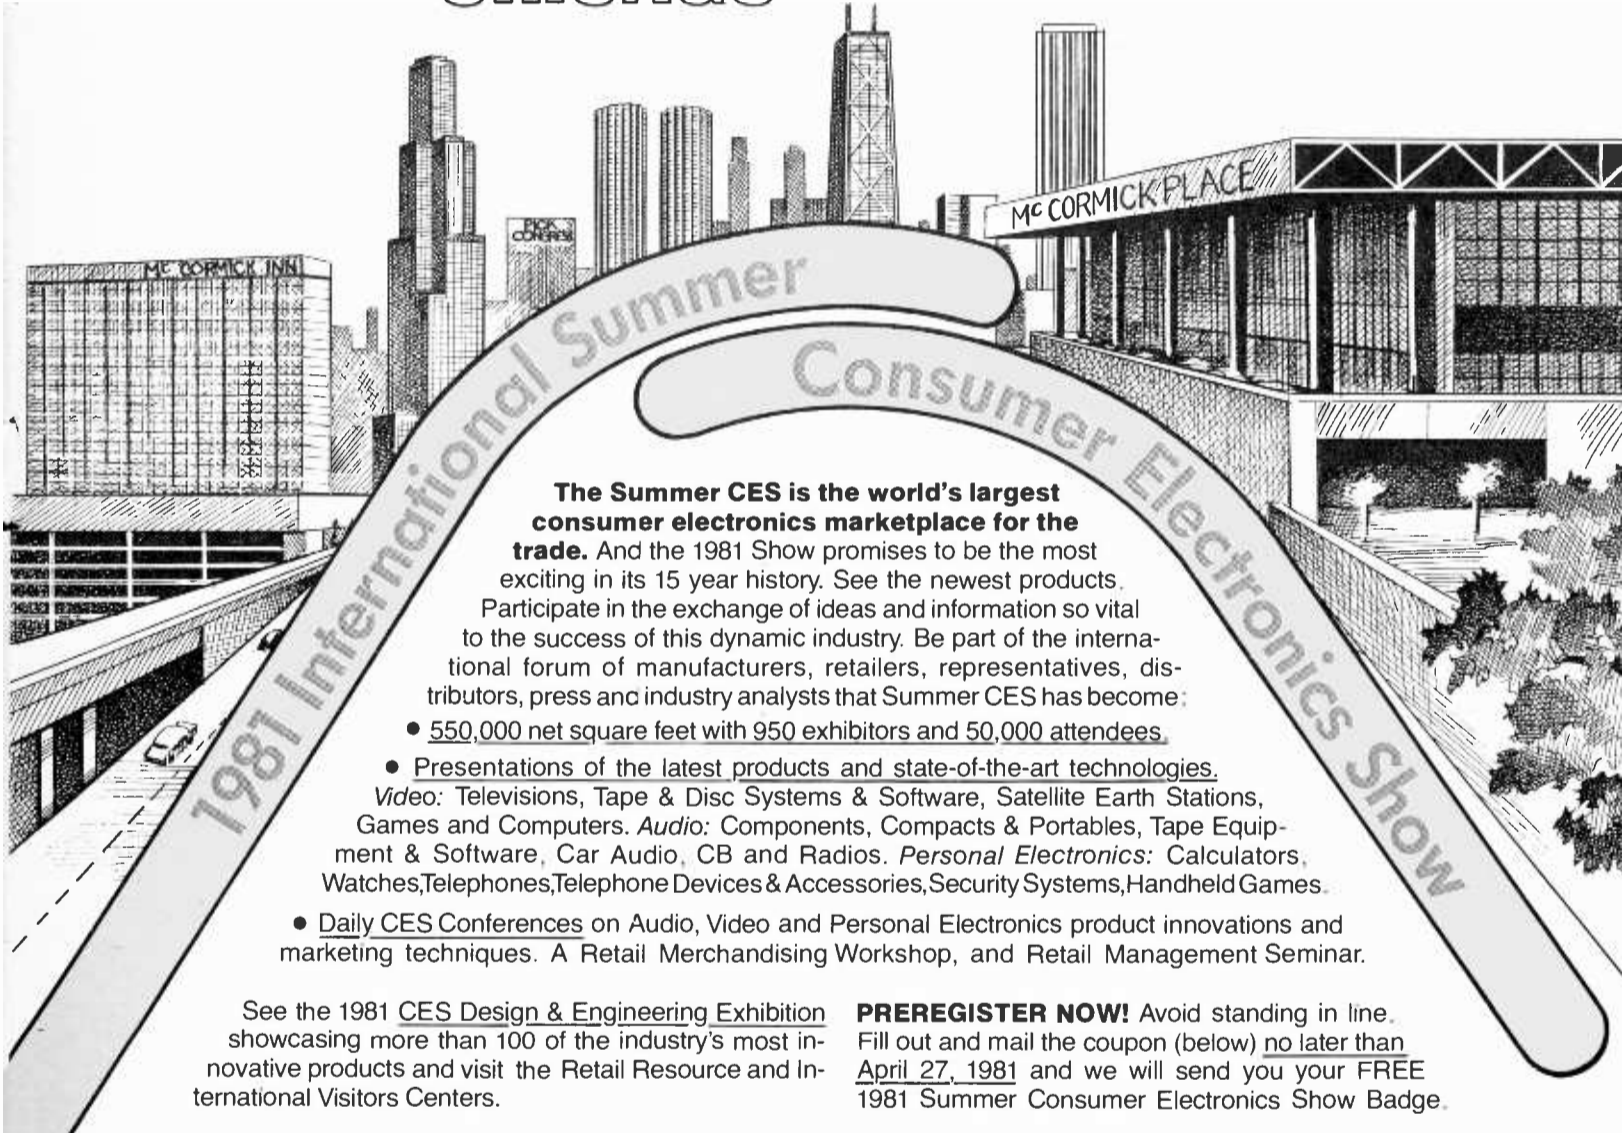 McCORMICK PLACE
PICK
CONGRESS
McCORMICK INN
1981 International Summer
Consumer Electronics Show
The Summer CES is the world's largest
consumer electronics marketplace for the
trade. And the 1981 Show promises to be the most
exciting in its 15 year history. See the newest products.
Participate in the exchange of ideas and information so vital
to the success of this dynamic industry. Be part of the interna-
tional forum of manufacturers, retailers, representatives, dis-
tributors, press and industry analysts that Summer CES has become:
• 550,000 net square feet with 950 exhibitors and 50,000 attendees.
• Presentations of the latest products and state-of-the-art technologies.
Video: Televisions, Tape & Disc Systems & Software, Satellite Earth Stations,
Games and Computers. Audio: Components, Compacts & Portables, Tape Equip-
ment & Software, Car Audio, CB and Radios. Personal Electronics: Calculators,
Watches,Telephones,Telephone Devices & Accessories,Security Systems,Handheld Games.
• Daily CES Conferences on Audio, Video and Personal Electronics product innovations and
marketing techniques. A Retail Merchandising Workshop, and Retail Management Seminar.
See the 1981 CES Design & Engineering Exhibition
showcasing more than 100 of the industry's most in-
novative products and visit the Retail Resource and In-
ternational Visitors Centers.
PREREGISTER NOW! Avoid standing in line.
Fill out and mail the coupon (below) no later than
April 27, 1981 and we will send you your FREE
1981 Summer Consumer Electronics Show Badge.